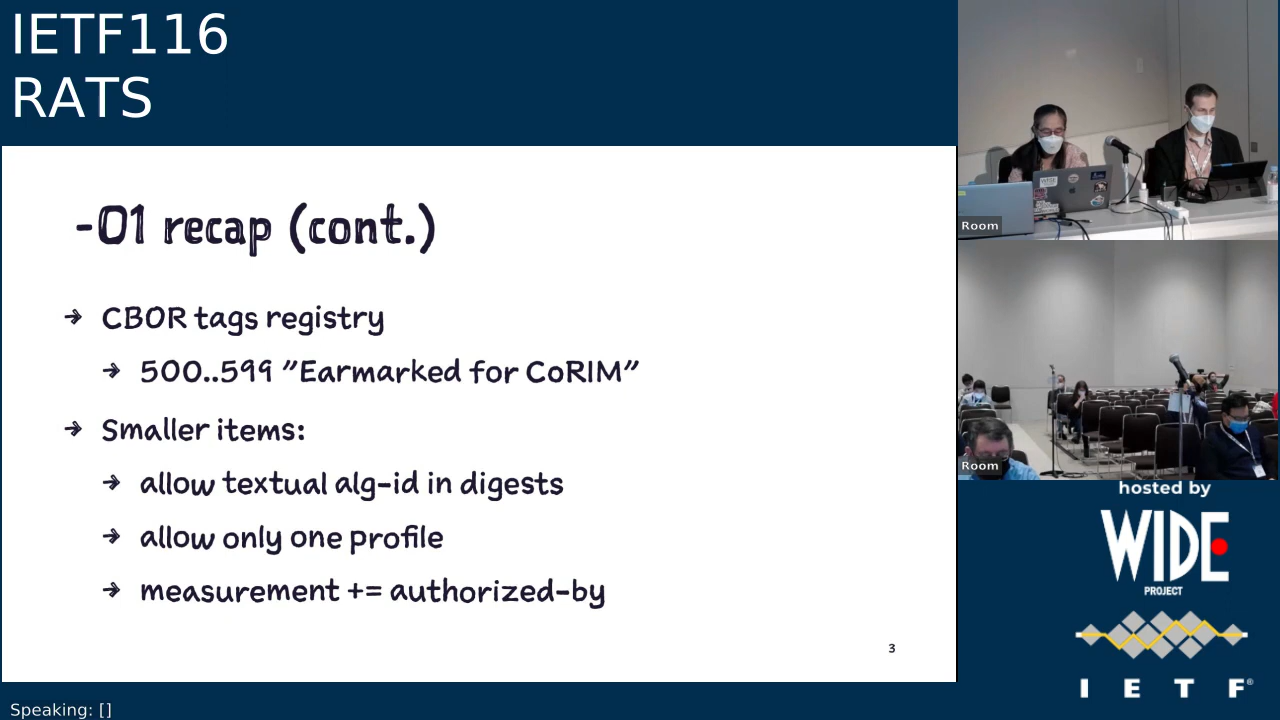 IETF116
RATS
-01 recap (cont.)
→ CBOR tags registry
→ 500..599 "Earmarked for CoRIM"
→ Smaller items:
→ allow textual alg-id in digests
→ allow only one profile
→ measurement += authorized-by
3
Speaking: []
Room
Room
hosted by
WIDE
PROJECT
I E T F®